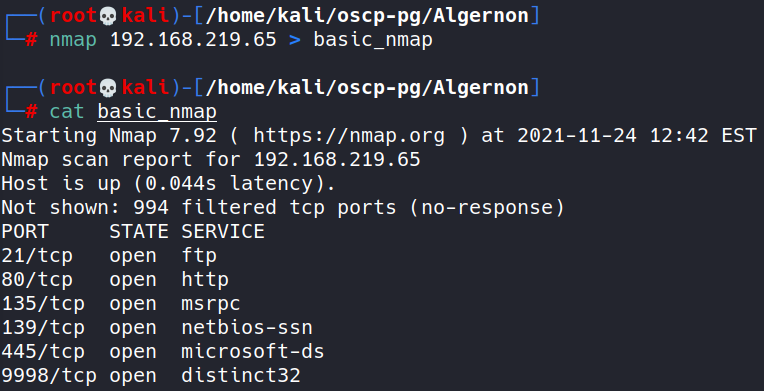 ┌──(root💀kali)-[/home/kali/oscp-pg/Algernon]
└─# nmap 192.168.219.65 > basic_nmap
┌──(root💀kali)-[/home/kali/oscp-pg/Algernon]
└─# cat basic_nmap
Starting Nmap 7.92 ( https://nmap.org ) at 2021-11-24 12:42 EST
Nmap scan report for 192.168.219.65
Host is up (0.044s latency).
Not shown: 994 filtered tcp ports (no-response)
PORT     STATE SERVICE
21/tcp   open  ftp
80/tcp   open  http
135/tcp  open  msrpc
139/tcp  open  netbios-ssn
445/tcp  open  microsoft-ds
9998/tcp open  distinct32